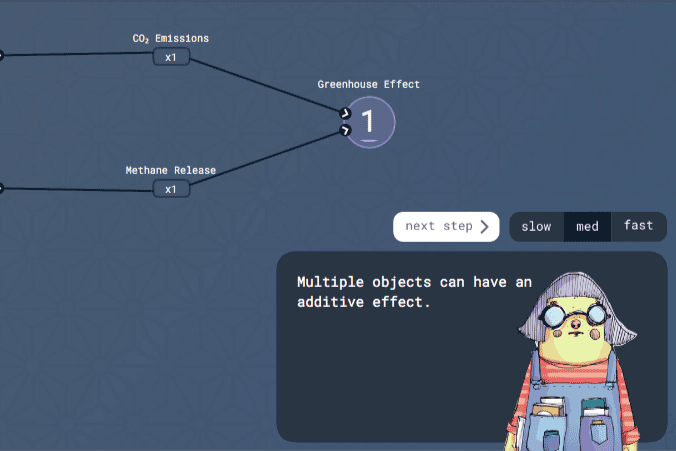 CO₂ Emissions
x1
Greenhouse Effect
1
Methane Release
x1
next step
slow
med
fast
Multiple objects can have an
additive effect.